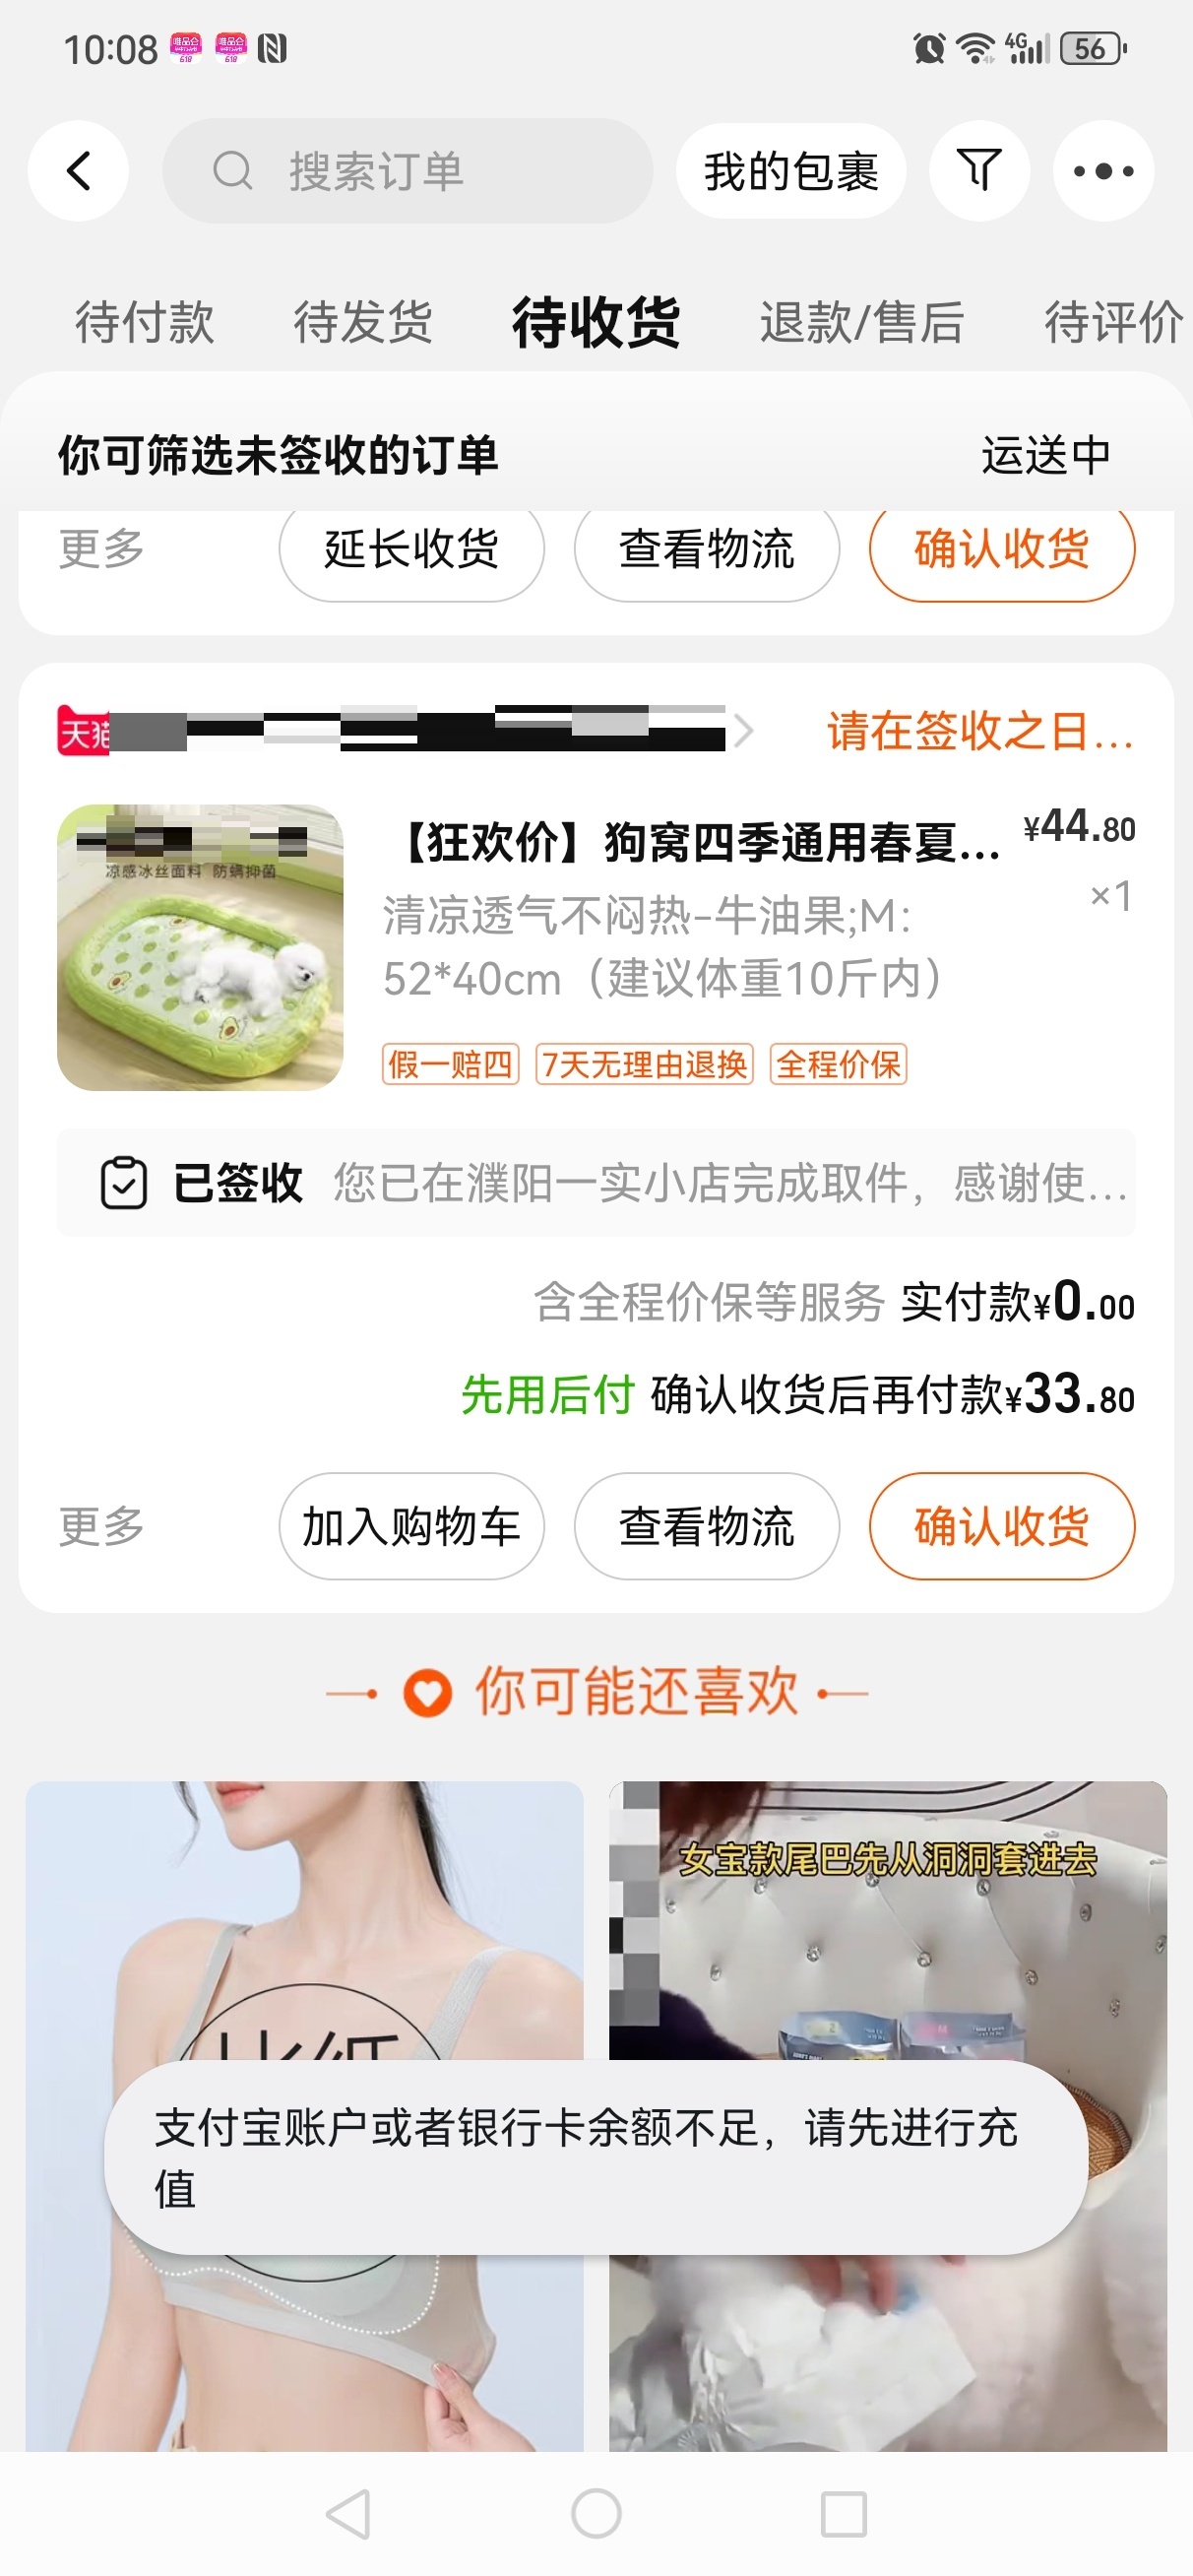 10:08
4G
56
搜索订单
我的包裹
待付款
待发货
待收货
退款/售后
待评价
你可筛选未签收的订单
运送中
更多
延长收货
查看物流
确认收货
天猫
请在签收之日...
【狂欢价】狗窝四季通用春夏...
¥44.80
清凉透气不闷热-牛油果;M:
×1
52*40cm（建议体重10斤内）
假一赔四
7天无理由退换
全程价保
凉感冰丝面料 防螨抑菌
已签收
您已在濮阳一实小店完成取件，感谢使...
含全程价保等服务 实付款¥0.00
先用后付 确认收货后再付款¥33.80
更多
加入购物车
查看物流
确认收货
你可能还喜欢
女宝款尾巴先从洞洞套进去
支付宝账户或者银行卡余额不足，请先进行充
值